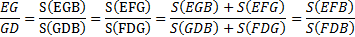 EG/GD = S(EGB)/S(GDB) = S(EFG)/S(FDG) = S(EGB) + S(EFG)/S(GDB) + S(FDG) = S(EFB)/S(FDB)